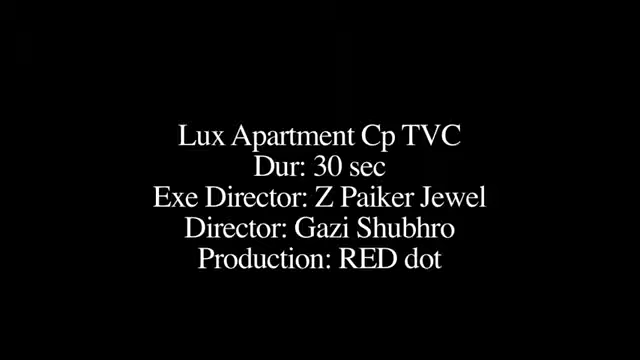 Lux Apartment Cp TVC
Dur: 30 sec
Exe Director: Z Paiker Jewel
Director: Gazi Shubhro
Production: RED dot